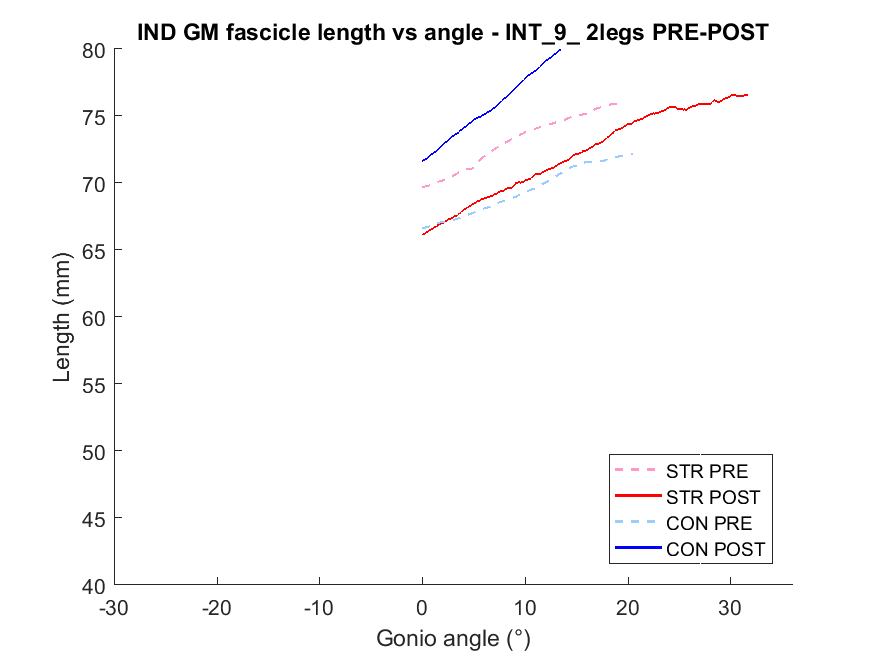 IND GM fascicle length vs angle - INT_9_ 2legs PRE-POST
80
75
70
65
60
55
50
45
40
Length (mm)
-30
-20
-10
0
10
20
30
Gonio angle (°)
STR PRE
STR POST
CON PRE
CON POST